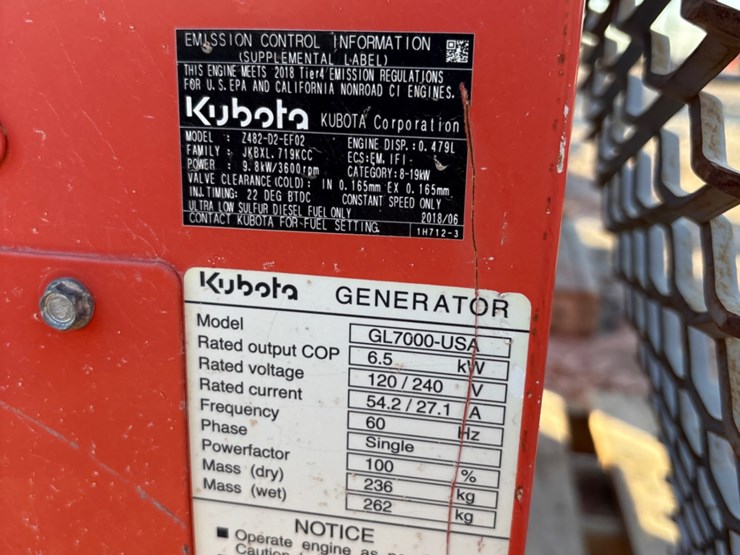 EMISSION CONTROL INFORMATION
(SUPPLEMENTAL LABEL)
THIS ENGINE MEETS 2018 Tier4 EMISSION REGULATIONS
FOR U.S. EPA AND CALIFORNIA NONROAD CI ENGINES.
Kubota KUBOTA Corporation
MODEL : Z482-D2-EF02 ENGINE DISP.:0.479L
FAMILY : JKBXL.719KCC ECS:EM, IFI
POWER : 9.8kW/3600rpm CATEGORY:8-19kW
VALVE CLEARANCE(COLD): IN 0.165mm EX 0.165mm
INJ.TIMING: 22 DEG BTDC CONSTANT SPEED ONLY
ULTRA LOW SULFUR DIESEL FUEL ONLY 2018/06
CONTACT KUBOTA FOR FUEL SETTING. 1H712-3
Kubota GENERATOR
Model GL7000-USA
Rated output COP 6.5 kW
Rated voltage 120 / 240 V
Rated current 54.2 / 27.1 A
Frequency 60 Hz
Phase Single
Powerfactor 100 %
Mass (dry) 236 kg
Mass (wet) 262 kg
NOTICE
■ Operate engine as
Caution